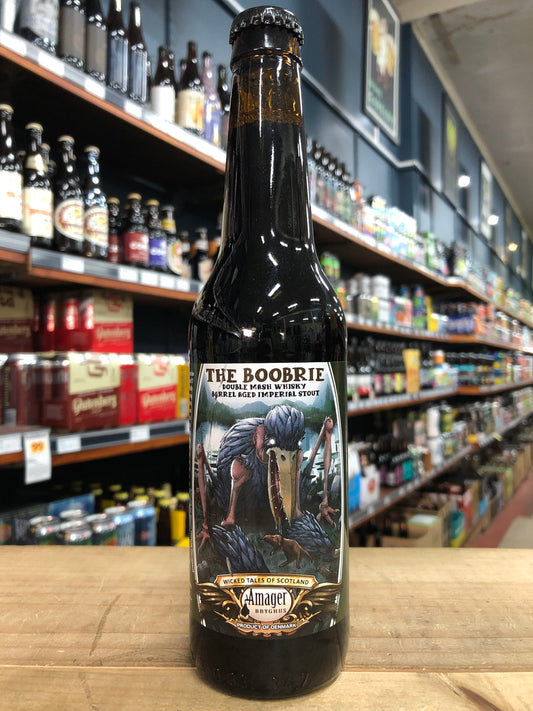 THE BOOBRIE
DOUBLE MASH WHISKY
BARREL AGED IMPERIAL STOUT
WICKED TALES OF SCOTLAND
Amager
BRYGHUS
PRODUCT OF DENMARK